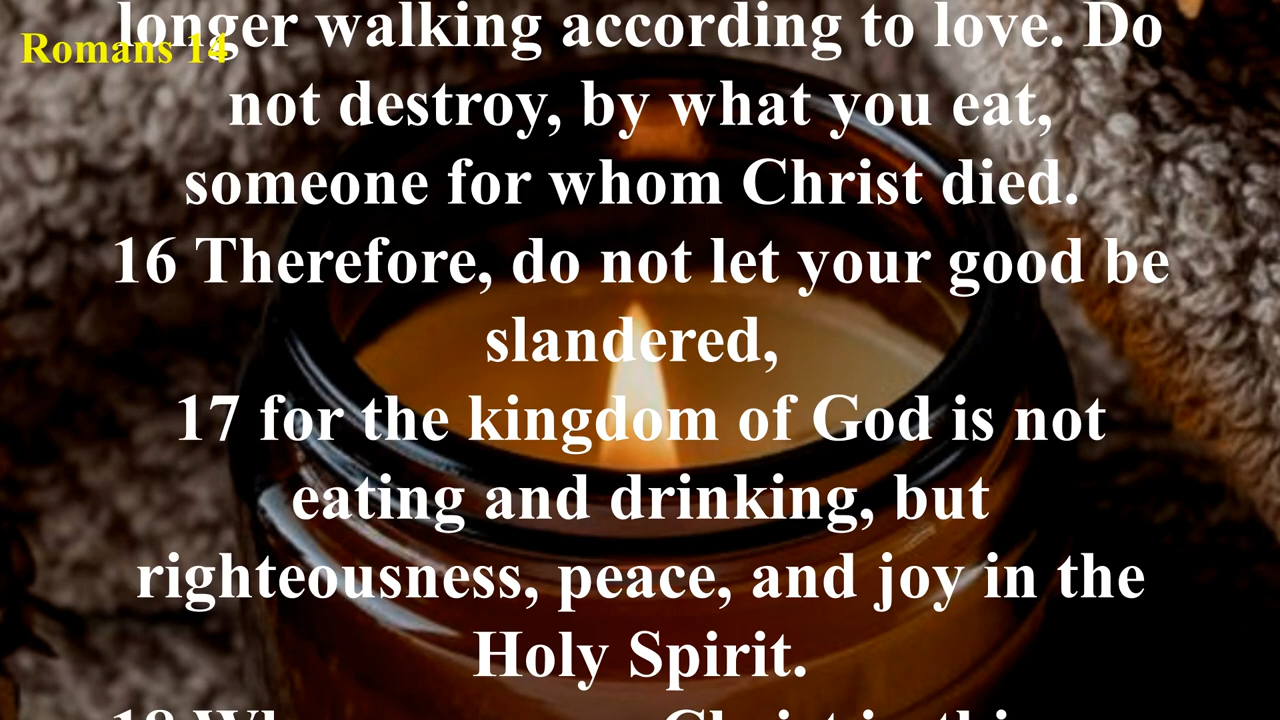 longer walking according to love. Do
Romans 14
not destroy, by what you eat,
someone for whom Christ died.
16 Therefore, do not let your good be
slandered,
17 for the kingdom of God is not
eating and drinking, but
righteousness, peace, and joy in the
Holy Spirit.